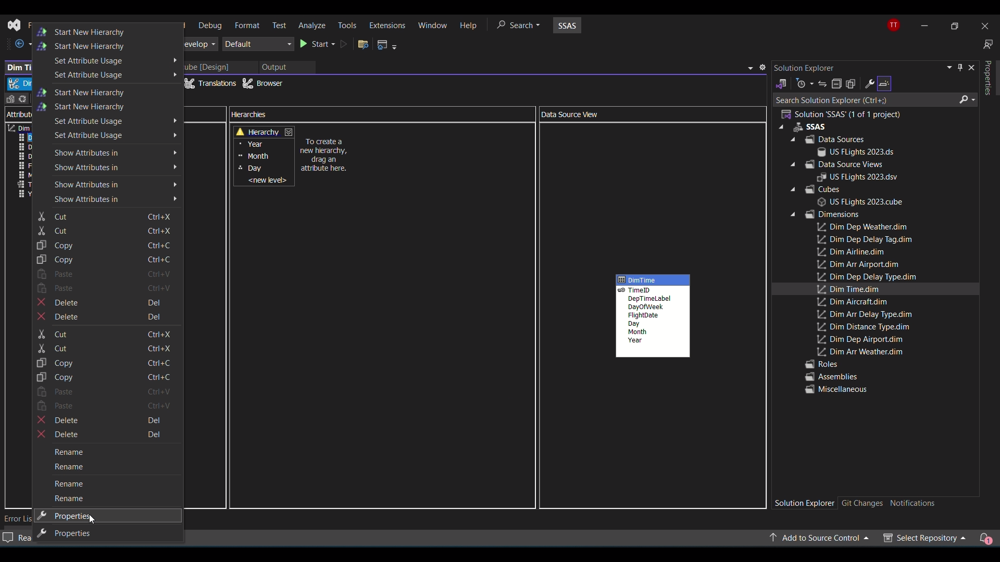 Debug Format Test Analyze Tools Extensions Window Help Search SSAS TT
evelop Default Start
Dim Ti ube [Design] Output
Dir Translations Browser
Attribute Hierarchies Data Source View
Start New Hierarchy
Start New Hierarchy
Set Attribute Usage
Set Attribute Usage
Start New Hierarchy
Start New Hierarchy
Set Attribute Usage
Set Attribute Usage
Show Attributes in
Show Attributes in
Show Attributes in
Show Attributes in
Cut Ctrl+X
Cut Ctrl+X
Copy Ctrl+C
Copy Ctrl+C
Paste Ctrl+V
Paste Ctrl+V
Delete Del
Delete Del
Cut Ctrl+X
Cut Ctrl+X
Copy Ctrl+C
Copy Ctrl+C
Paste Ctrl+V
Paste Ctrl+V
Delete Del
Delete Del
Rename
Rename
Rename
Rename
Properties
Properties
Dim
Hierarchy
Year
Month
Day
<new level>
To create a
new hierarchy,
drag an
attribute here.
DimTime
TimeID
DepTimeLabel
DayOfWeek
FlightDate
Day
Month
Year
Solution Explorer
Search Solution Explorer (Ctrl+;)
Solution 'SSAS' (1 of 1 project)
SSAS
Data Sources
US FLights 2023.ds
Data Source Views
US FLights 2023.dsv
Cubes
US FLights 2023.cube
Dimensions
Dim Dep Weather.dim
Dim Dep Delay Tag.dim
Dim Airline.dim
Dim Arr Airport.dim
Dim Dep Delay Type.dim
Dim Time.dim
Dim Aircraft.dim
Dim Arr Delay Type.dim
Dim Distance Type.dim
Dim Dep Airport.dim
Dim Arr Weather.dim
Roles
Assemblies
Miscellaneous
Solution Explorer Git Changes Notifications
Properties
Error Lis
Rea Add to Source Control Select Repository 1